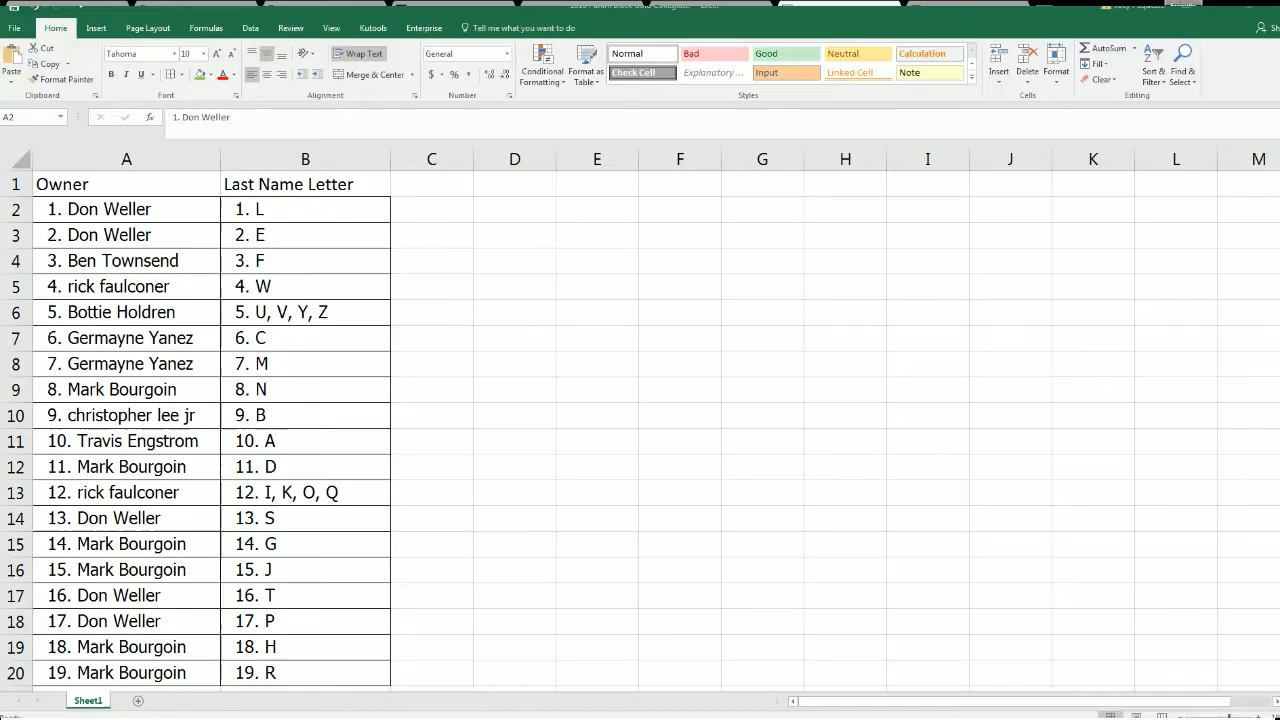 File Home Insert Page Layout Formulas Data Review View Kutools Enterprise Tell me what you want to do
Cut
Copy
Format Painter
Paste
Clipboard
Tahoma 10
B I U
Font
Wrap Text
Merge & Center
Alignment
General
$ % ,
Number
Conditional Formatting
Format as Table
Normal Bad Good Neutral Calculation
Check Cell Explanatory ... Input Linked Cell Note
Styles
Insert Delete Format
Cells
AutoSum
Fill
Clear
Sort & Filter
Find & Select
Editing
A2 fx 1. Don Weller
A B C D E F G H I J K L M
1 Owner Last Name Letter
2 1. Don Weller 1. L
3 2. Don Weller 2. E
4 3. Ben Townsend 3. F
5 4. rick faulconer 4. W
6 5. Bottie Holdren 5. U, V, Y, Z
7 6. Germayne Yanez 6. C
8 7. Germayne Yanez 7. M
9 8. Mark Bourgoin 8. N
10 9. christopher lee jr 9. B
11 10. Travis Engstrom 10. A
12 11. Mark Bourgoin 11. D
13 12. rick faulconer 12. I, K, O, Q
14 13. Don Weller 13. S
15 14. Mark Bourgoin 14. G
16 15. Mark Bourgoin 15. J
17 16. Don Weller 16. T
18 17. Don Weller 17. P
19 18. Mark Bourgoin 18. H
20 19. Mark Bourgoin 19. R
Sheet1